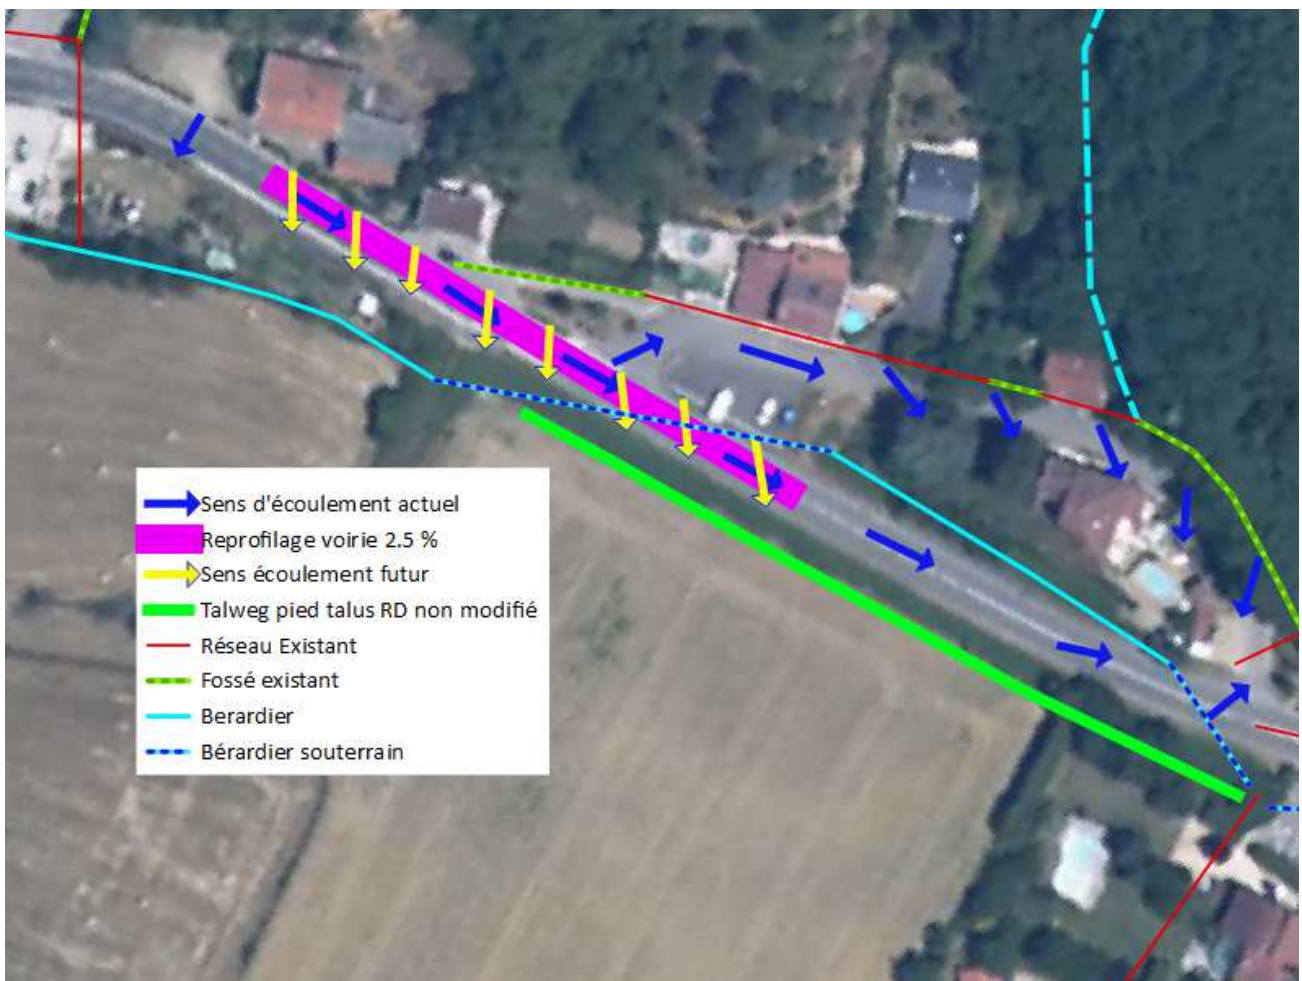 Sens d'écoulement actuel
Reprofilage voirie 2.5 %
Sens écoulement futur
Talweg pied talus RD non modifié
Réseau Existant
Fossé existant
Berardier
Bérardier souterrain